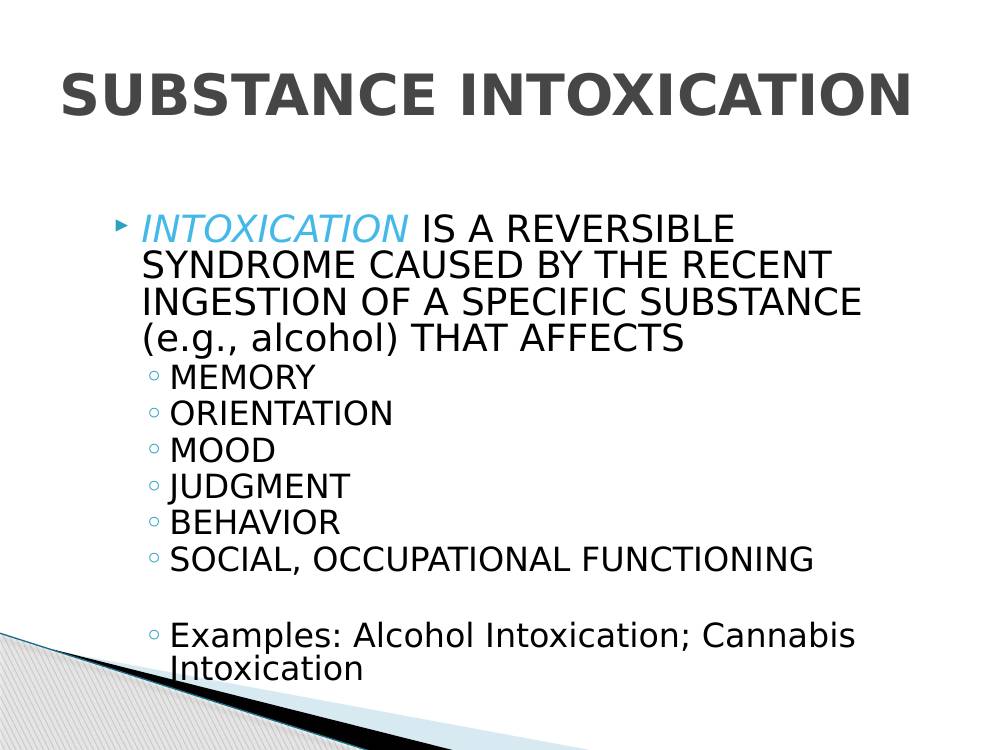 SUBSTANCE INTOXICATION
INTOXICATION IS A REVERSIBLE
SYNDROME CAUSED BY THE RECENT
INGESTION OF A SPECIFIC SUBSTANCE
(e.g., alcohol) THAT AFFECTS
MEMORY
ORIENTATION
MOOD
JUDGMENT
BEHAVIOR
SOCIAL, OCCUPATIONAL FUNCTIONING
Examples: Alcohol Intoxication; Cannabis
Intoxication